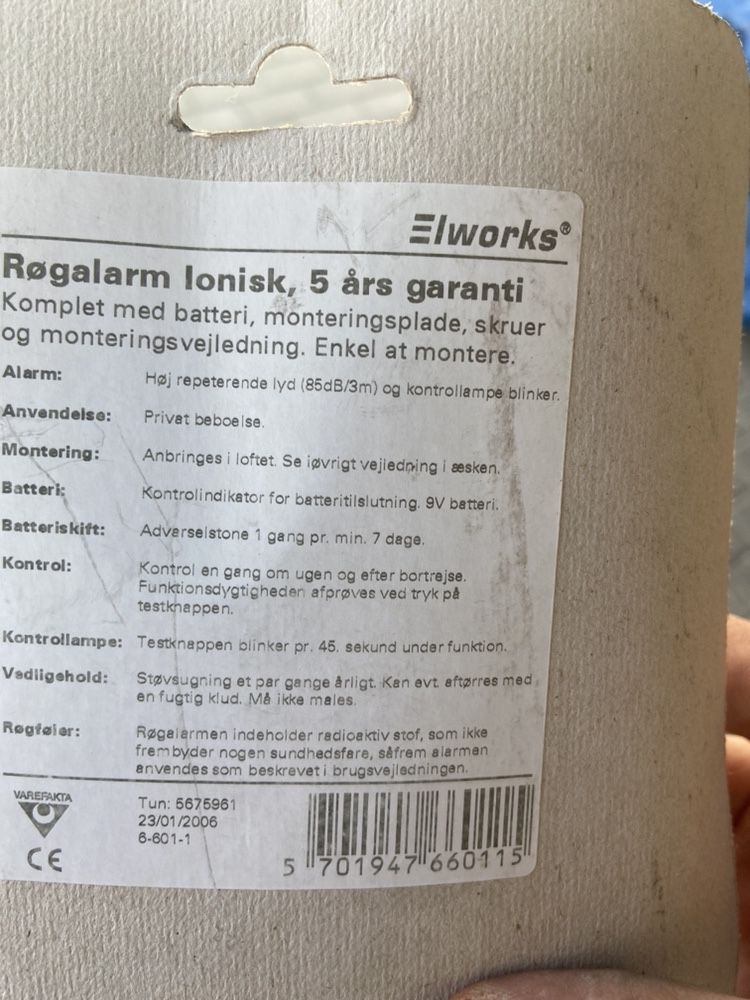 Elworks®
Røgalarm Ionisk, 5 års garanti
Komplet med batteri, monteringsplade, skruer
og monteringsvejledning. Enkel at montere.
Alarm: Høj repeterende lyd (85dB/3m) og kontrollampe blinker.
Anvendelse: Privat beboelse.
Montering: Anbringes i loftet. Se iøvrigt vejledning i æsken.
Batteri: Kontrolindikator for batteritilslutning. 9V batteri.
Batteriskift: Advarselstone 1 gang pr. min. 7 dage.
Kontrol: Kontrol en gang om ugen og efter bortrejse.
Funktionsdygtigheden afprøves ved tryk på
testknappen.
Kontrollampe: Testknappen blinker pr. 45. sekund under funktion.
Vedligehold: Støvsugning et par gange årligt. Kan evt. aftørres med
en fugtig klud. Må ikke males.
Røgføler: Røgalarmen indeholder radioaktiv stof, som ikke
frembyder nogen sundhedsfare, såfrem alarmen
anvendes som beskrevet i brugsvejledningen.
VAREFAKTA
CE
Tun: 5675961
23/01/2006
6-601-1
5 701947 660115